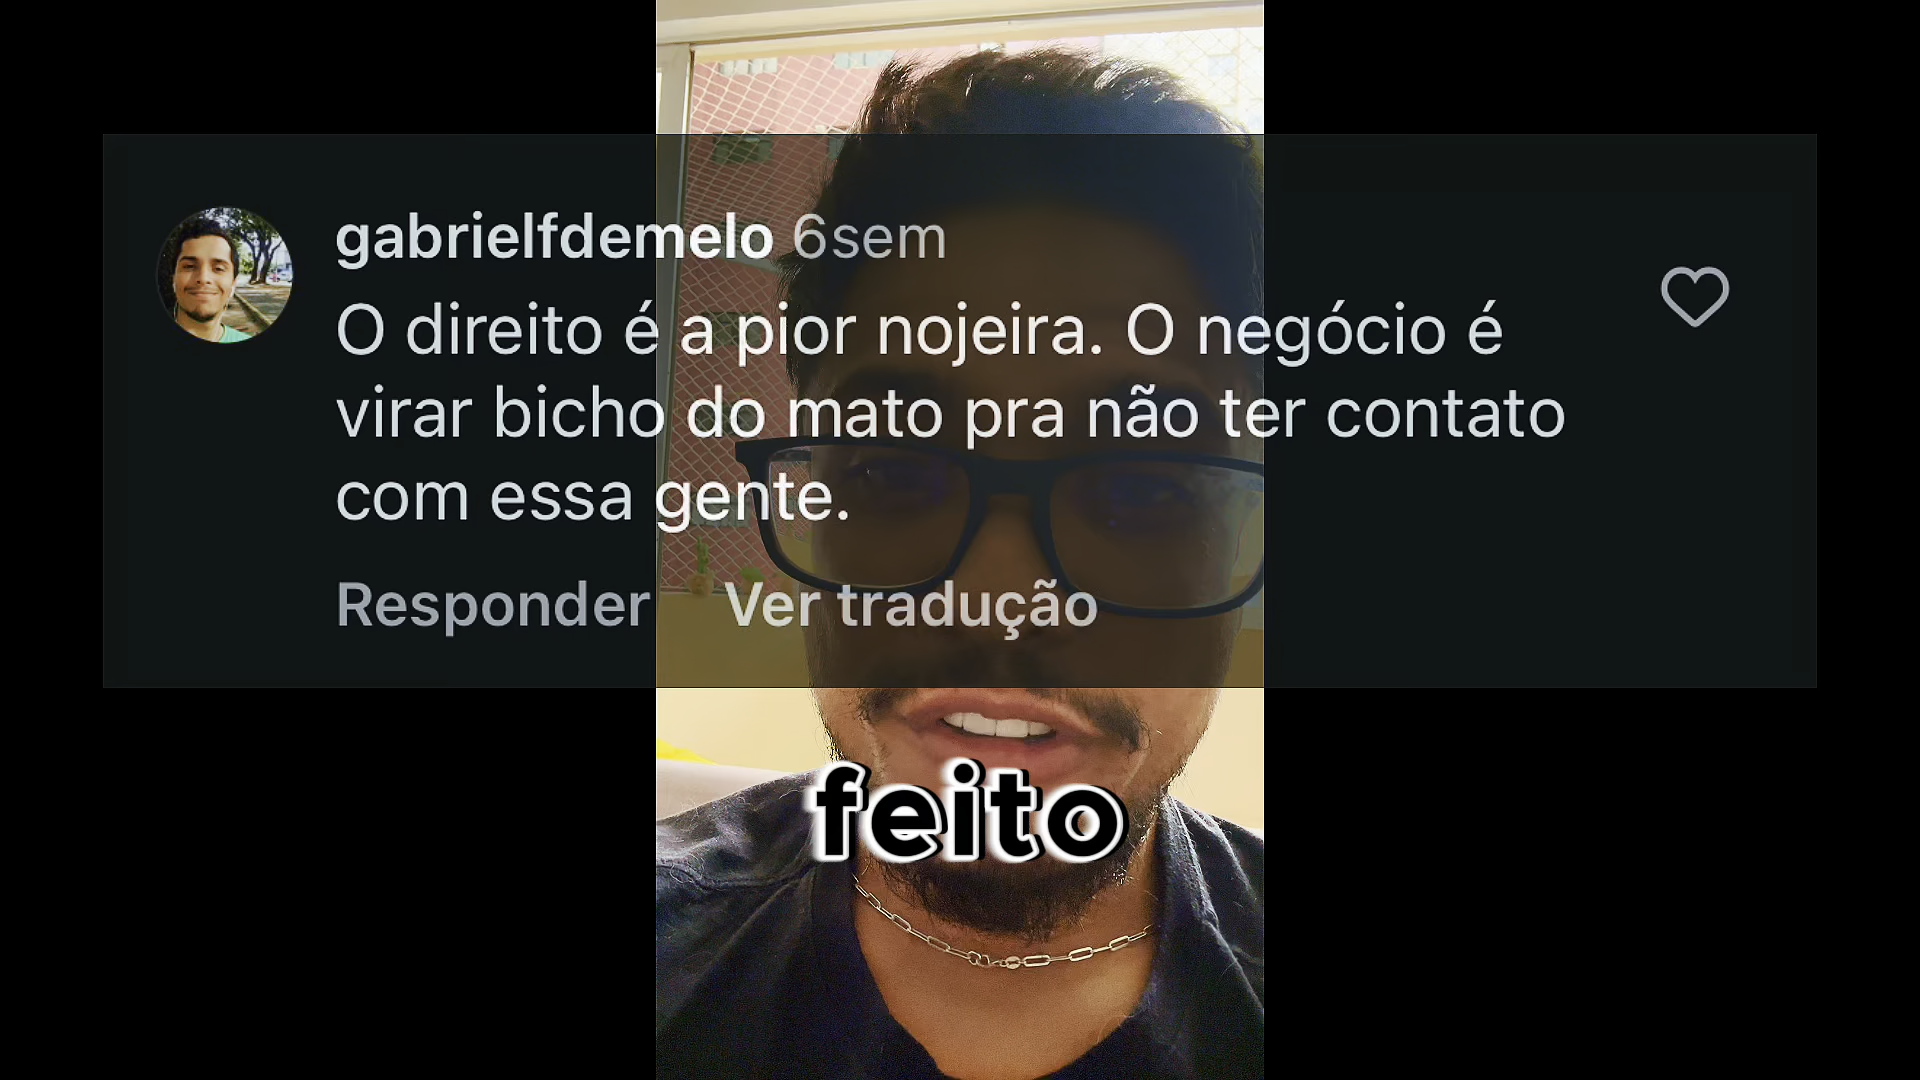 gabrielfdemelo 6sem
O direito é a pior nojeira. O negócio é
virar bicho do mato pra não ter contato
com essa gente.
Responder Ver tradução
feito